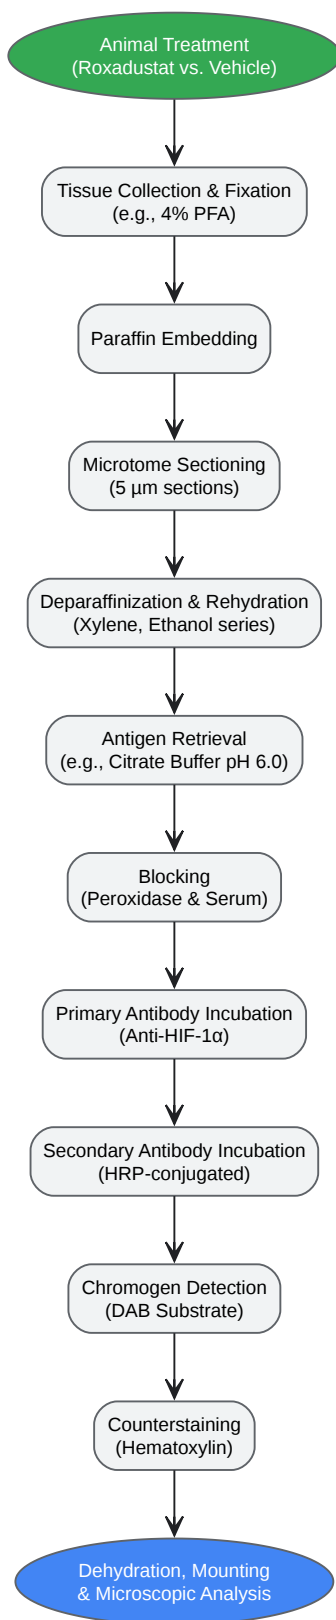 Animal Treatment
(Roxadustat vs. Vehicle)
Tissue Collection & Fixation
(e.g., 4% PFA)
Paraffin Embedding
Microtome Sectioning
(5 µm sections)
Deparaffinization & Rehydration
(Xylene, Ethanol series)
Antigen Retrieval
(e.g., Citrate Buffer pH 6.0)
Blocking
(Peroxidase & Serum)
Primary Antibody Incubation
(Anti-HIF-1α)
Secondary Antibody Incubation
(HRP-conjugated)
Chromogen Detection
(DAB Substrate)
Counterstaining
(Hematoxylin)
Dehydration, Mounting
& Microscopic Analysis